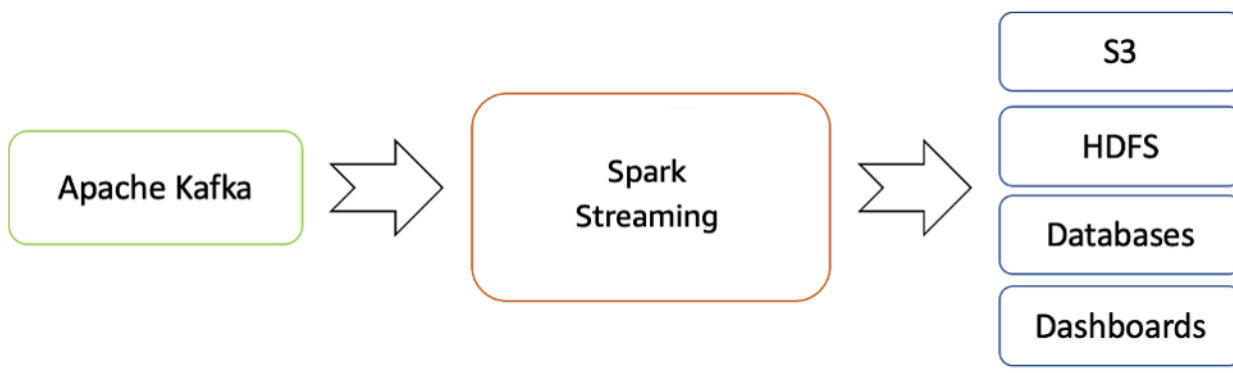 Apache Kafka
Spark
Streaming
S3
HDFS
Databases
Dashboards